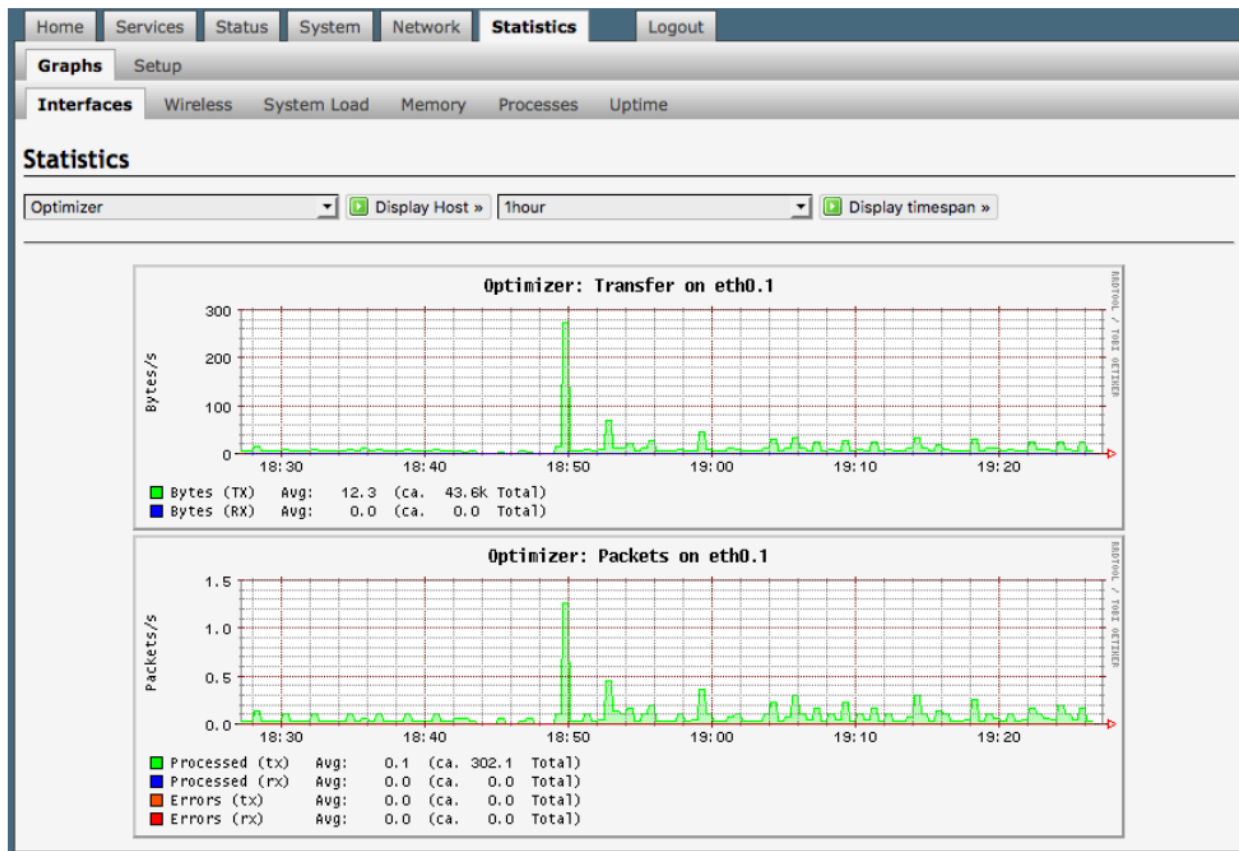 Home Services Status System Network Statistics Logout
Graphs Setup
Interfaces Wireless System Load Memory Processes Uptime
Statistics
Optimizer Display Host » 1hour Display timespan »
Optimizer: Transfer on eth0.1
RRDTOOL / TOBI OETIKER
Bytes/s
300
200
100
0
18:30 18:40 18:50 19:00 19:10 19:20
Bytes (TX) Avg: 12.3 (ca. 43.6k Total)
Bytes (RX) Avg: 0.0 (ca. 0.0 Total)
Optimizer: Packets on eth0.1
RRDTOOL / TOBI OETIKER
Packets/s
1.5
1.0
0.5
0.0
18:30 18:40 18:50 19:00 19:10 19:20
Processed (tx) Avg: 0.1 (ca. 302.1 Total)
Processed (rx) Avg: 0.0 (ca. 0.0 Total)
Errors (tx) Avg: 0.0 (ca. 0.0 Total)
Errors (rx) Avg: 0.0 (ca. 0.0 Total)